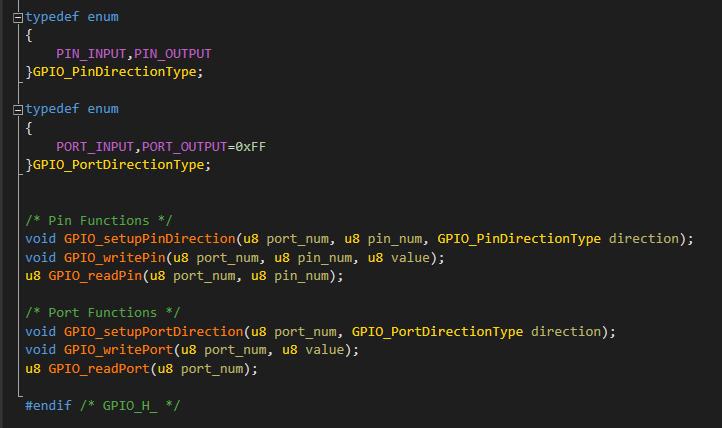 typedef enum
{
    PIN_INPUT,PIN_OUTPUT
}GPIO_PinDirectionType;
typedef enum
{
    PORT_INPUT,PORT_OUTPUT=0xFF
}GPIO_PortDirectionType;
/* Pin Functions */
void GPIO_setupPinDirection(u8 port_num, u8 pin_num, GPIO_PinDirectionType direction);
void GPIO_writePin(u8 port_num, u8 pin_num, u8 value);
u8 GPIO_readPin(u8 port_num, u8 pin_num);
/* Port Functions */
void GPIO_setupPortDirection(u8 port_num, GPIO_PortDirectionType direction);
void GPIO_writePort(u8 port_num, u8 value);
u8 GPIO_readPort(u8 port_num);
#endif /* GPIO_H_ */